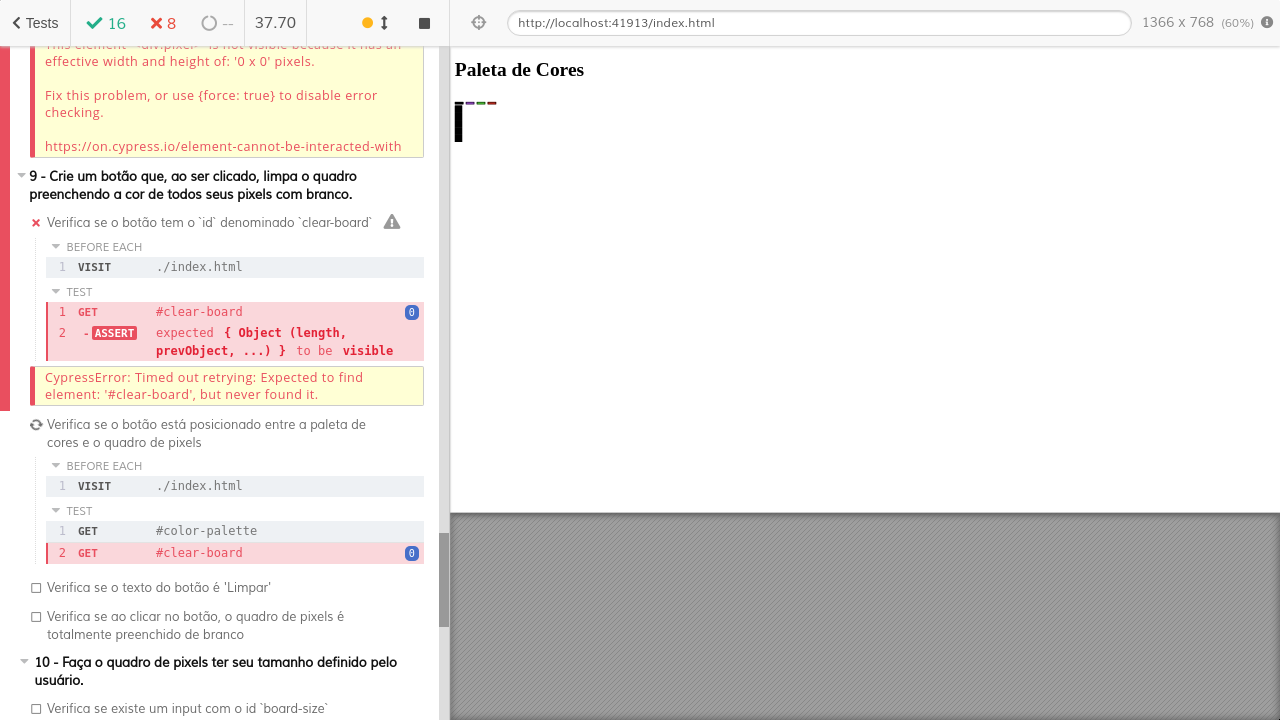 Tests
16
8
--
37.70
http://localhost:41913/index.html
1366 x 768 (60%)
This element '<div.pixel>' is not visible because it has an
effective width and height of: '0 x 0' pixels.
Fix this problem, or use {force: true} to disable error
checking.
https://on.cypress.io/element-cannot-be-interacted-with
9 - Crie um botão que, ao ser clicado, limpa o quadro
preenchendo a cor de todos seus pixels com branco.
Verifica se o botão tem o `id` denominado `clear-board`
BEFORE EACH
1 VISIT ./index.html
TEST
1 GET #clear-board 0
2 - ASSERT expected { Object (length,
prevObject, ...) } to be visible
CypressError: Timed out retrying: Expected to find
element: '#clear-board', but never found it.
Verifica se o botão está posicionado entre a paleta de
cores e o quadro de pixels
BEFORE EACH
1 VISIT ./index.html
TEST
1 GET #color-palette
2 GET #clear-board 0
Verifica se o texto do botão é 'Limpar'
Verifica se ao clicar no botão, o quadro de pixels é
totalmente preenchido de branco
10 - Faça o quadro de pixels ter seu tamanho definido pelo
usuário.
Verifica se existe um input com o id `board-size`
Paleta de Cores